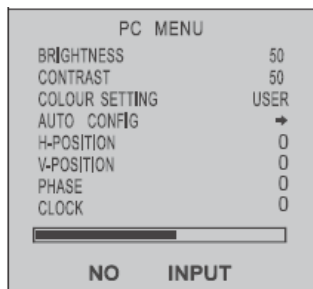 PC MENU
BRIGHTNESS 50
CONTRAST 50
COLOUR SETTING USER
AUTO CONFIG ➡
H-POSITION 0
V-POSITION 0
PHASE 0
CLOCK 0
NO INPUT